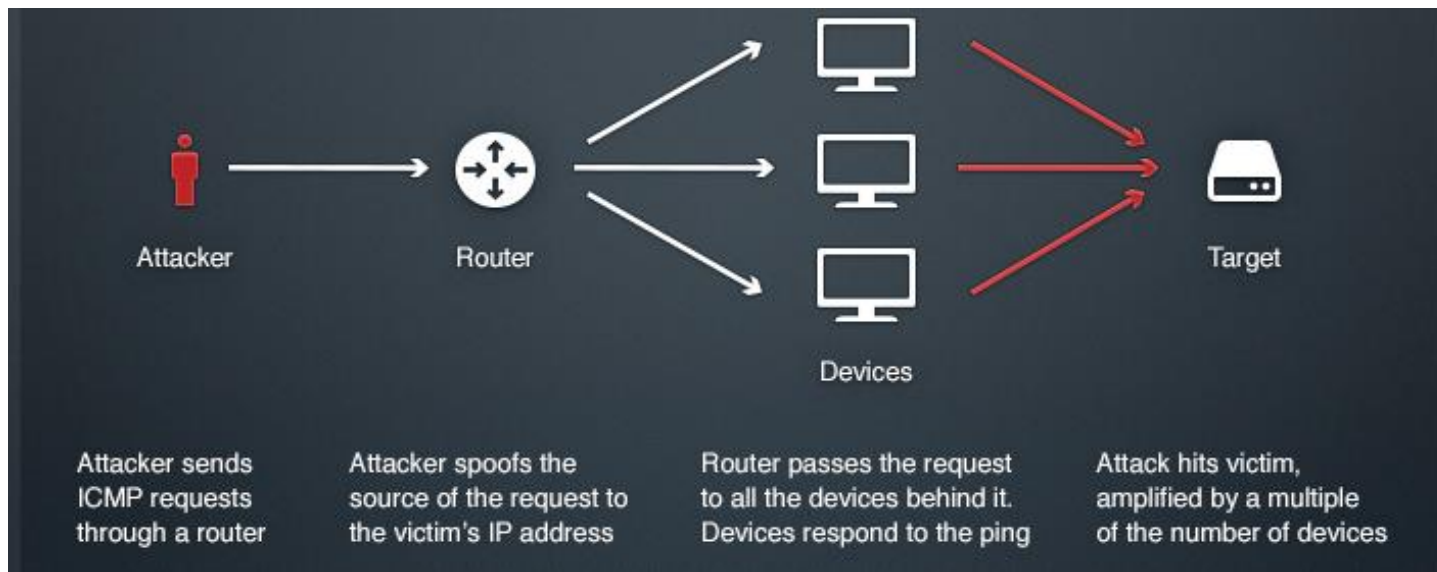 Attacker
Router
Devices
Target
Attacker sends
ICMP requests
through a router
Attacker spoofs the
source of the request to
the victim's IP address
Router passes the request
to all the devices behind it.
Devices respond to the ping
Attack hits victim,
amplified by a multiple
of the number of devices